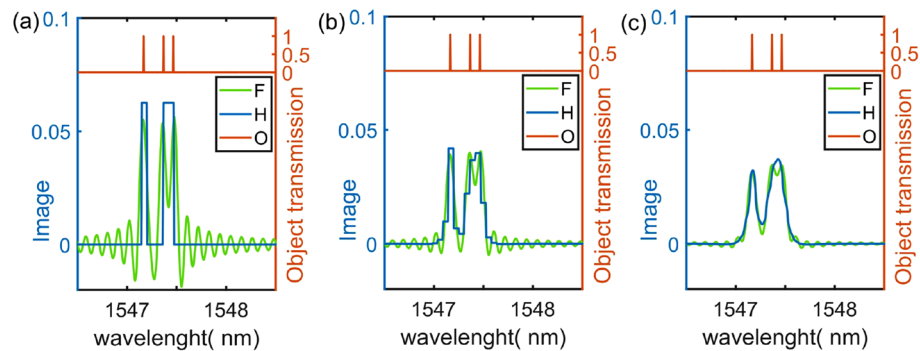 (a)
0.1
0.05
0
Image
1
0.5
0
Object transmission
F
H
O
1547
1548
wavelenght( nm)
(b)
0.1
0.05
0
Image
1
0.5
0
Object transmission
F
H
O
1547
1548
wavelenght( nm)
(c)
0.1
0.05
0
Image
1
0.5
0
Object transmission
F
H
O
1547
1548
wavelenght( nm)